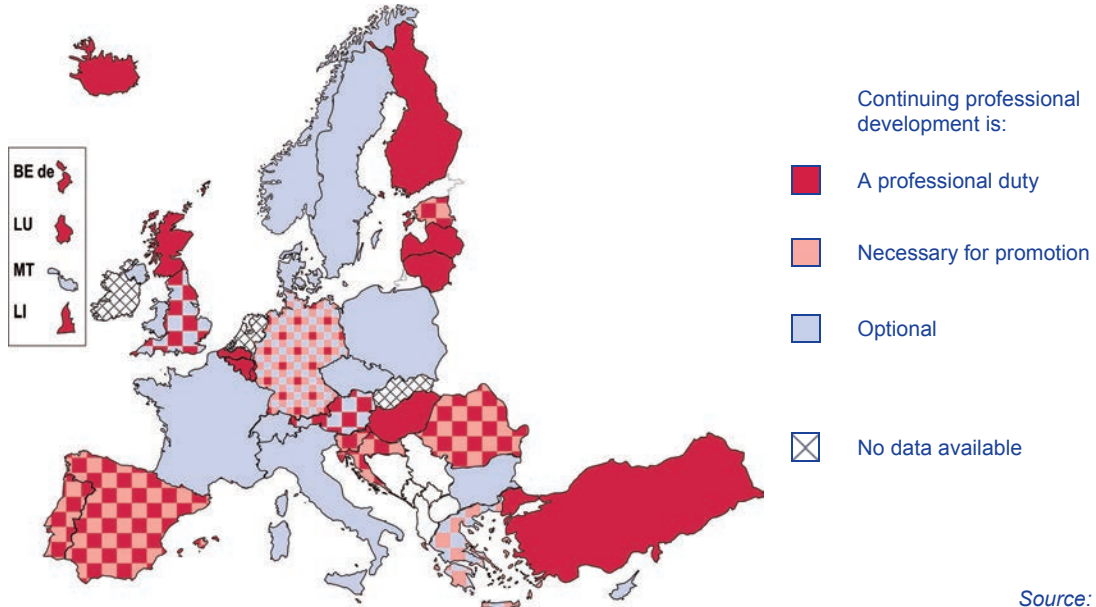 BE de
LU
MT
LI
Continuing professional
development is:
A professional duty
Necessary for promotion
Optional
No data available
Source: